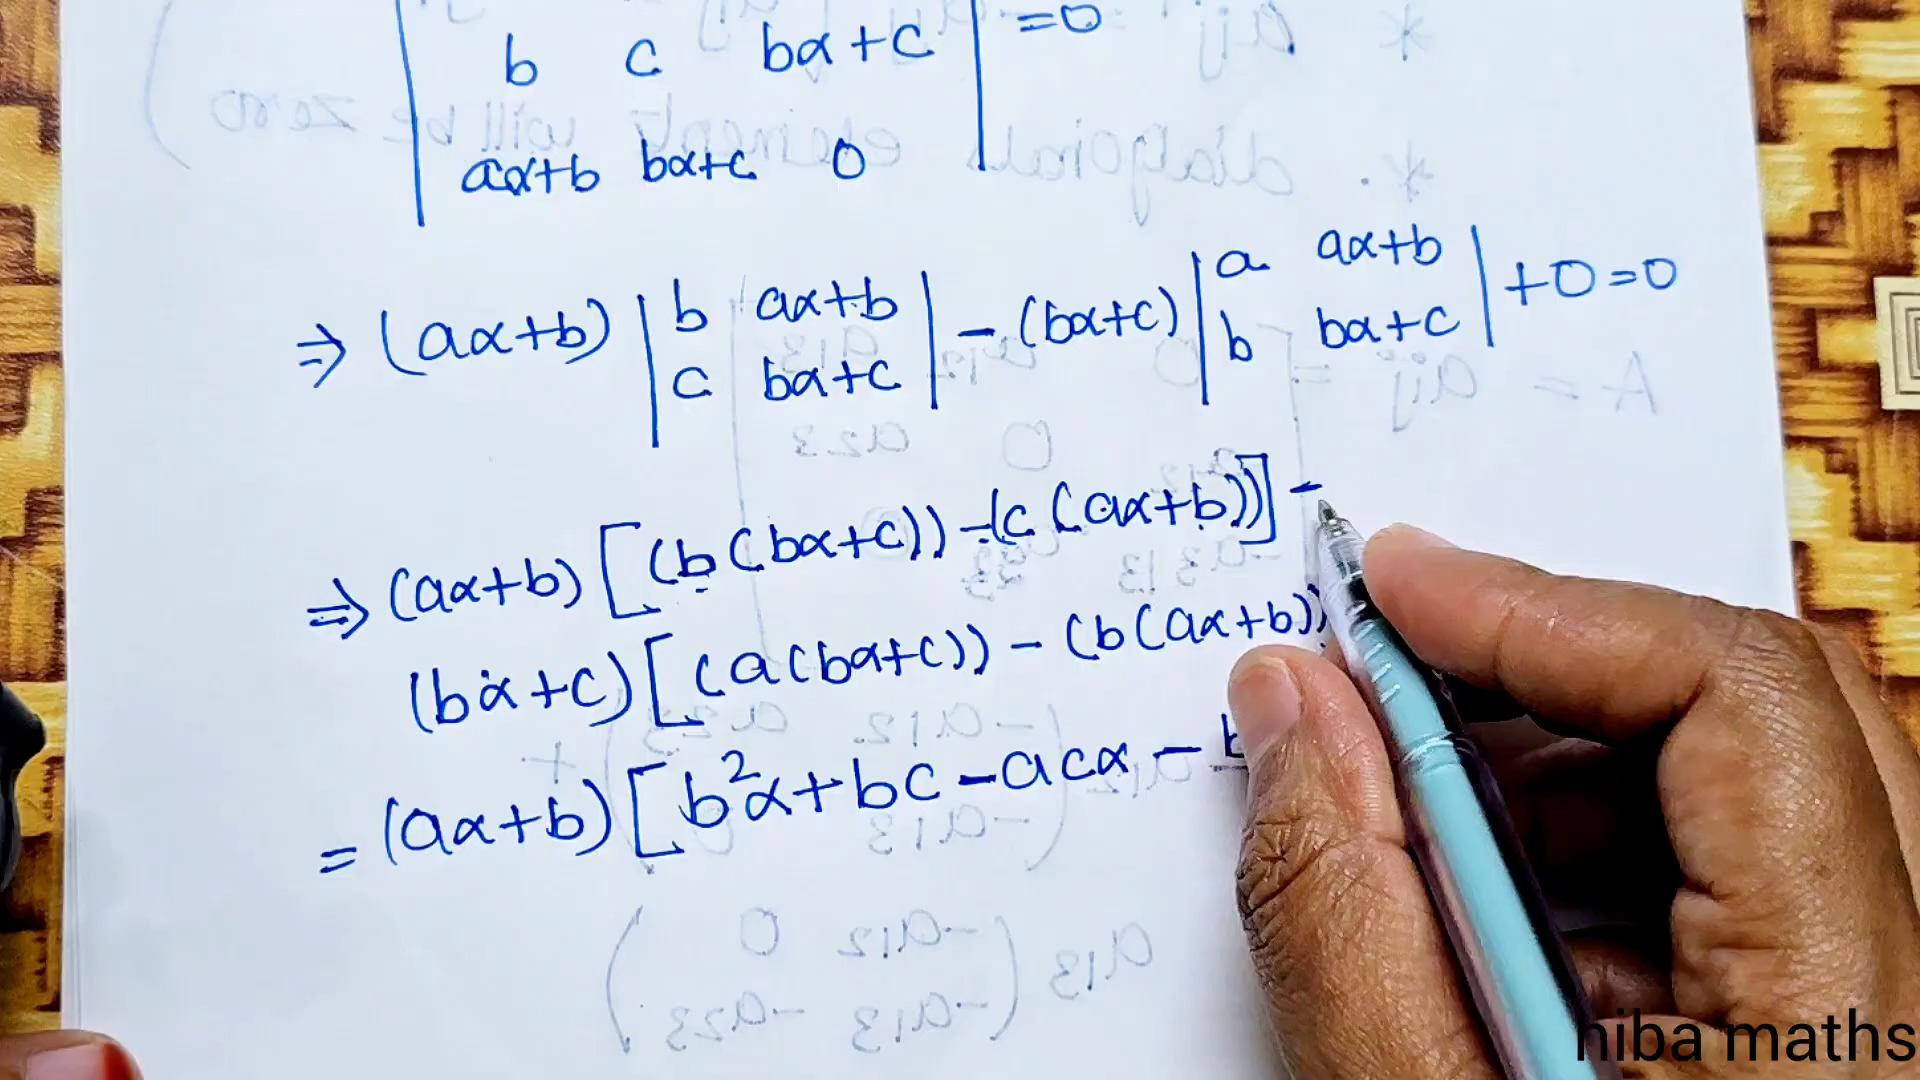 b c bα+c =0
aα+b bα+c 0
⇒ (aα+b) | b aα+b | - (bα+c) | a aα+b | +0=0
c bα+c b bα+c
⇒ (aα+b) [(b(bα+c)) - (c(aα+b))] -
(bα+c) [(a(bα+c)) - (b(aα+b))
= (aα+b) [b²α+bc - acα -
niba maths